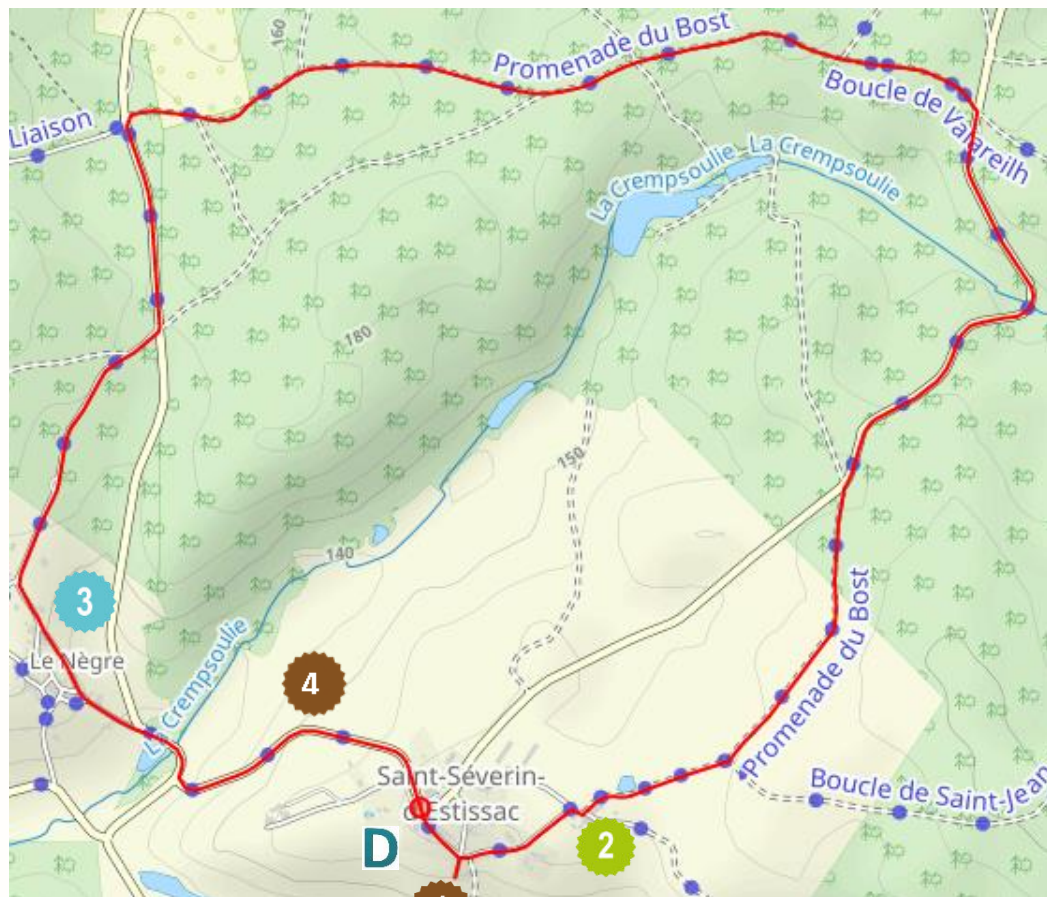 160
Promenade du Bost
Boucle de Valareilh
Liaison
La Crempsoulie
La Crempsoulie
180
150
140
3
Le Nègre
La Crempsoulie
4
Promenade du Bost
Saint-Séverin-
d'Estissac
Boucle de Saint-Jean
D
2